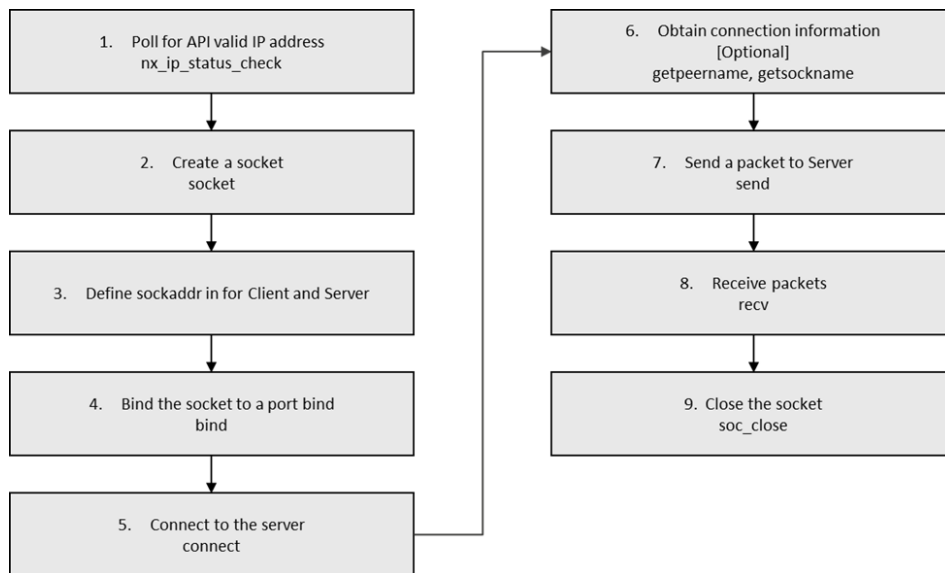 1. Poll for API valid IP address
nx_ip_status_check
2. Create a socket
socket
3. Define sockaddr in for Client and Server
4. Bind the socket to a port bind
bind
5. Connect to the server
connect
6. Obtain connection information
[Optional]
getpeername, getsockname
7. Send a packet to Server
send
8. Receive packets
recv
9. Close the socket
soc_close